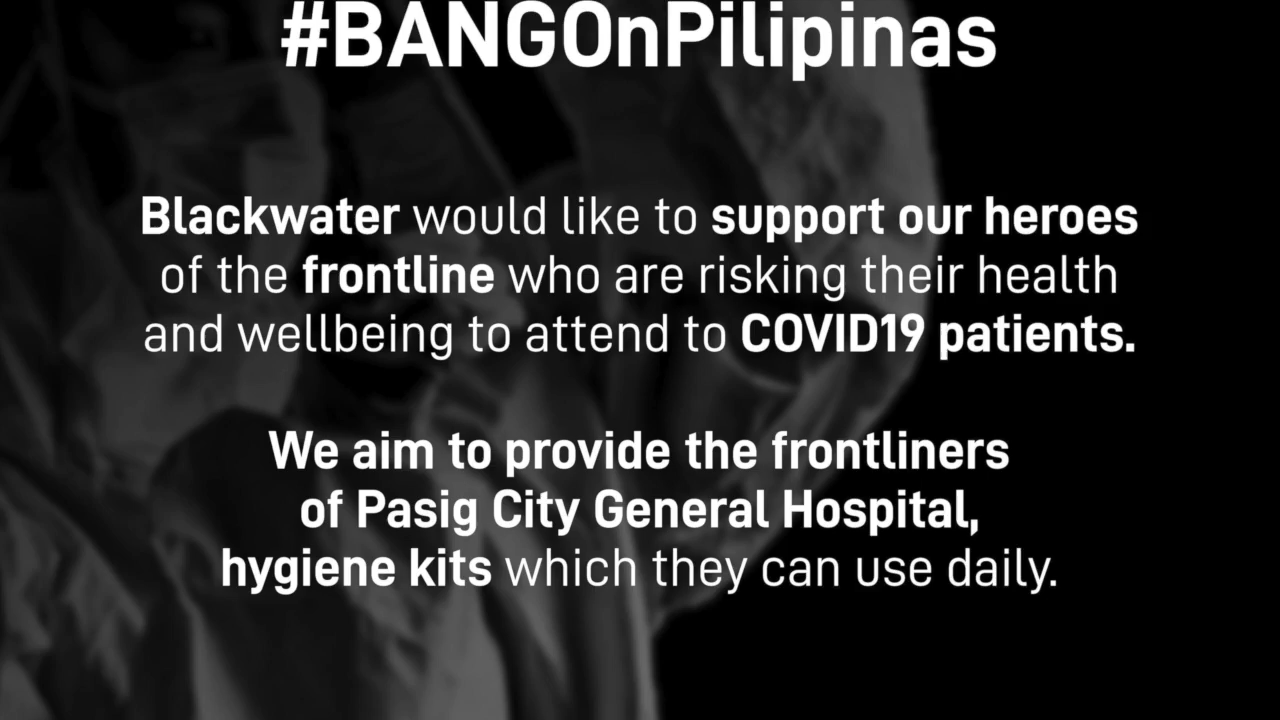 #BANGOnPilipinas
Blackwater would like to support our heroes
of the frontline who are risking their health
and wellbeing to attend to COVID19 patients.
We aim to provide the frontliners
of Pasig City General Hospital,
hygiene kits which they can use daily.